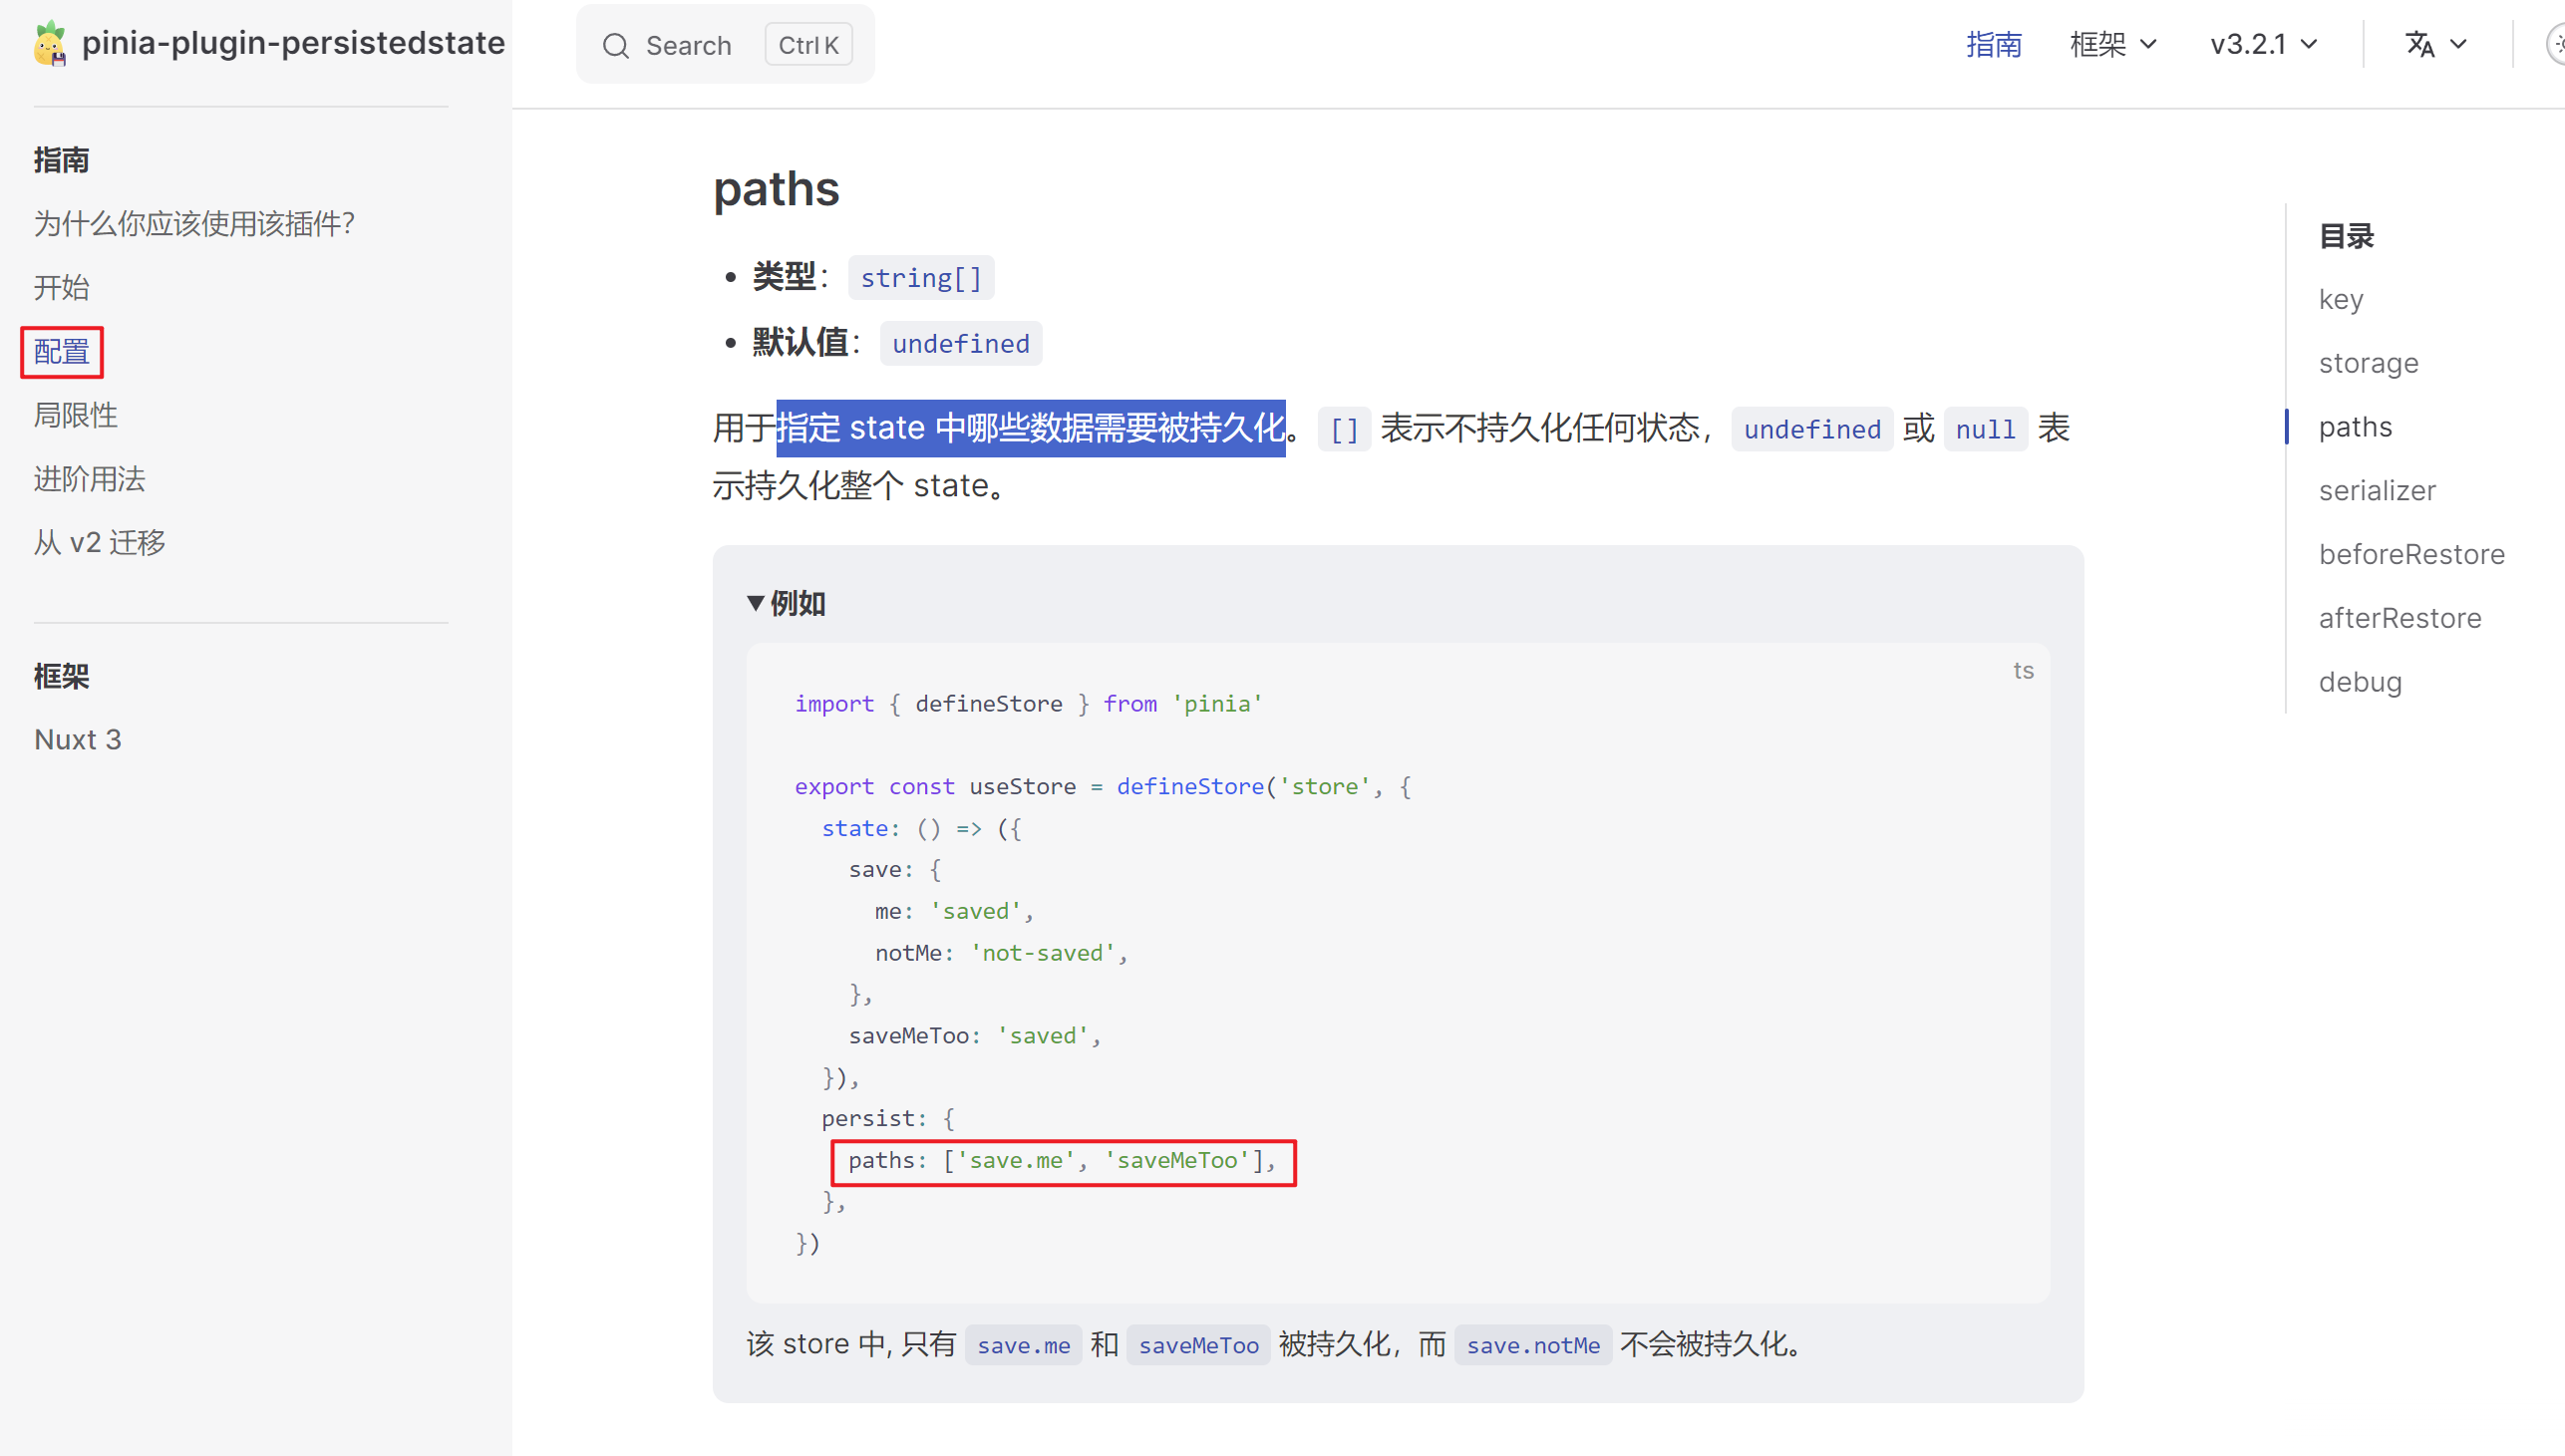 pinia-plugin-persistedstate
Search Ctrl K
指南 框架 v3.2.1
指南
为什么你应该使用该插件?
开始
配置
局限性
进阶用法
从 v2 迁移
框架
Nuxt 3
paths
• 类型： string[]
• 默认值： undefined
用于指定 state 中哪些数据需要被持久化。 [] 表示不持久化任何状态， undefined 或 null 表
示持久化整个 state。
▼例如
ts
import { defineStore } from 'pinia'
export const useStore = defineStore('store', {
  state: () => ({
    save: {
      me: 'saved',
      notMe: 'not-saved',
    },
    saveMeToo: 'saved',
  }),
  persist: {
    paths: ['save.me', 'saveMeToo'],
  },
})
该 store 中, 只有 save.me 和 saveMeToo 被持久化，而 save.notMe 不会被持久化。
目录
key
storage
paths
serializer
beforeRestore
afterRestore
debug